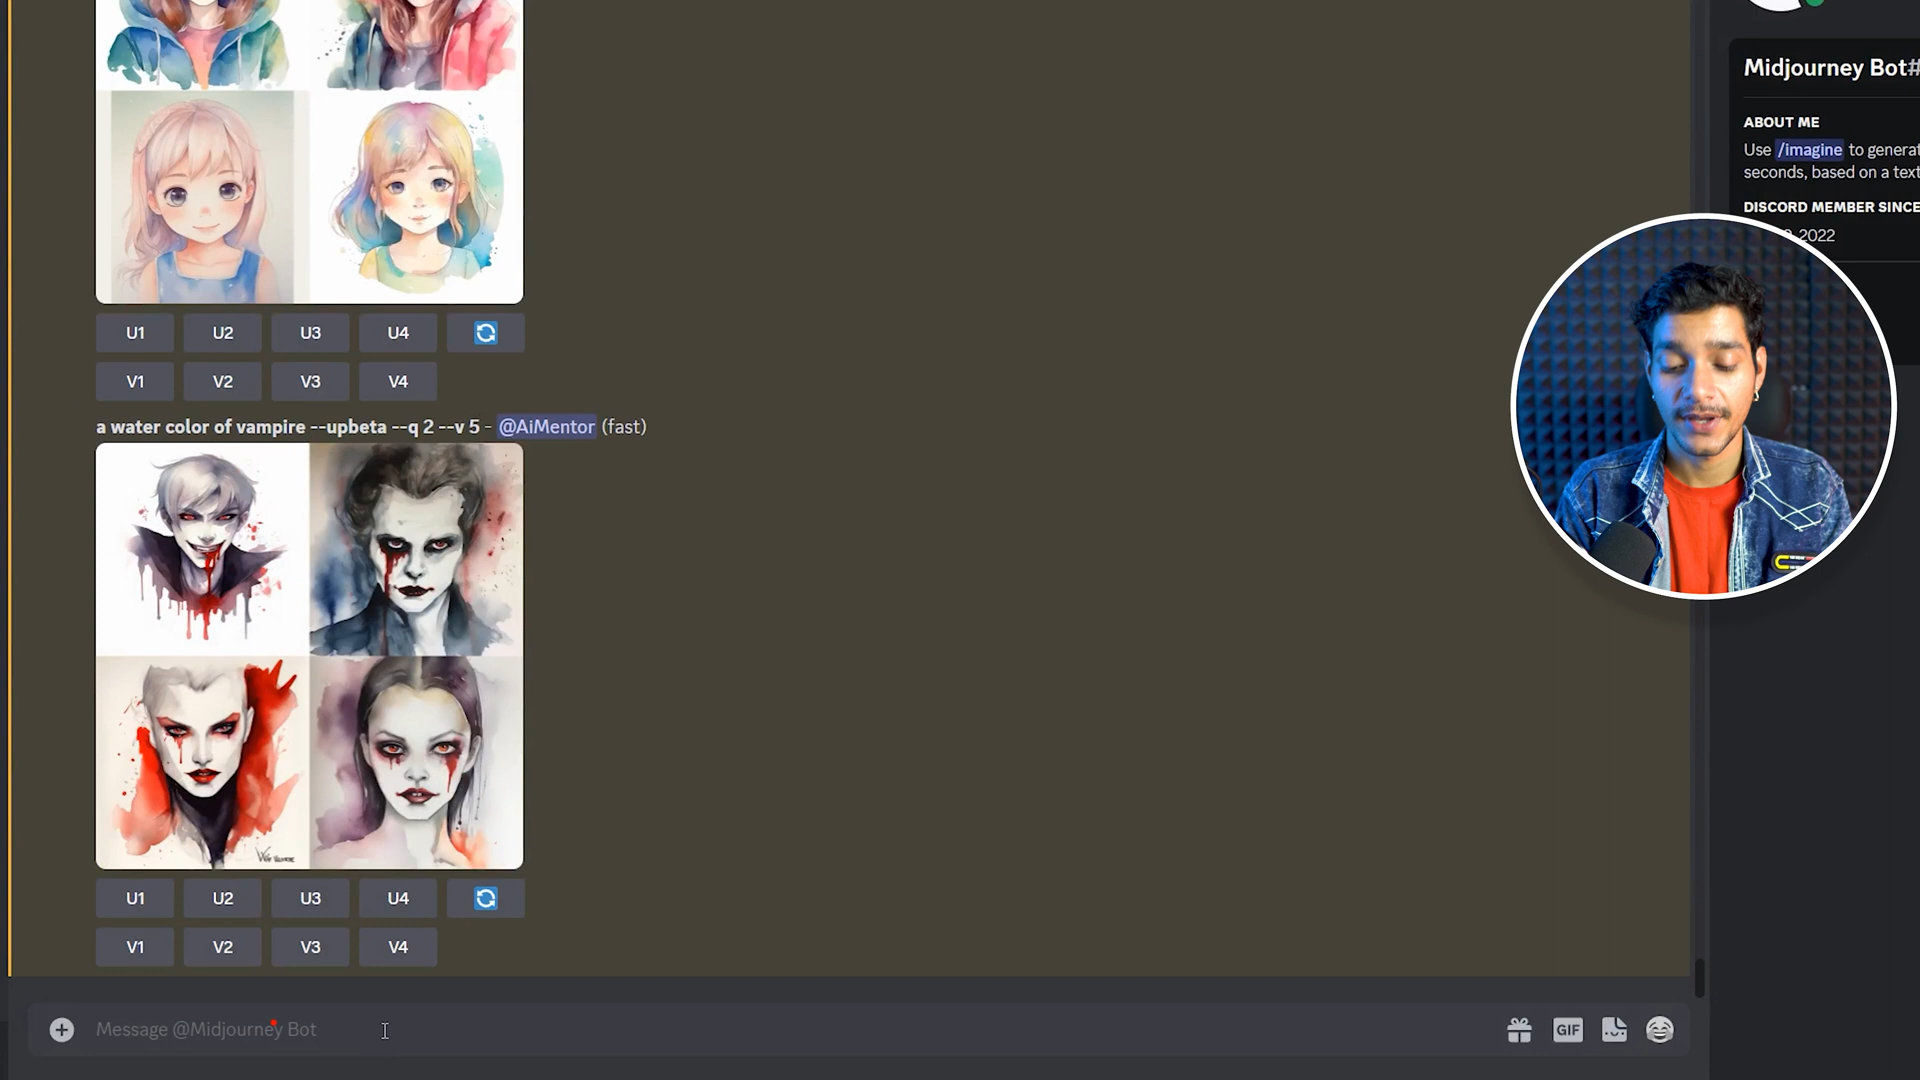 Midjourney Bot#
ABOUT ME
Use /imagine to generat
seconds, based on a text
DISCORD MEMBER SINCE
2022
U1 U2 U3 U4
V1 V2 V3 V4
a water color of vampire --upbeta --q 2 --v 5 - @AiMentor (fast)
U1 U2 U3 U4
V1 V2 V3 V4
Message @Midjourney Bot
GIF